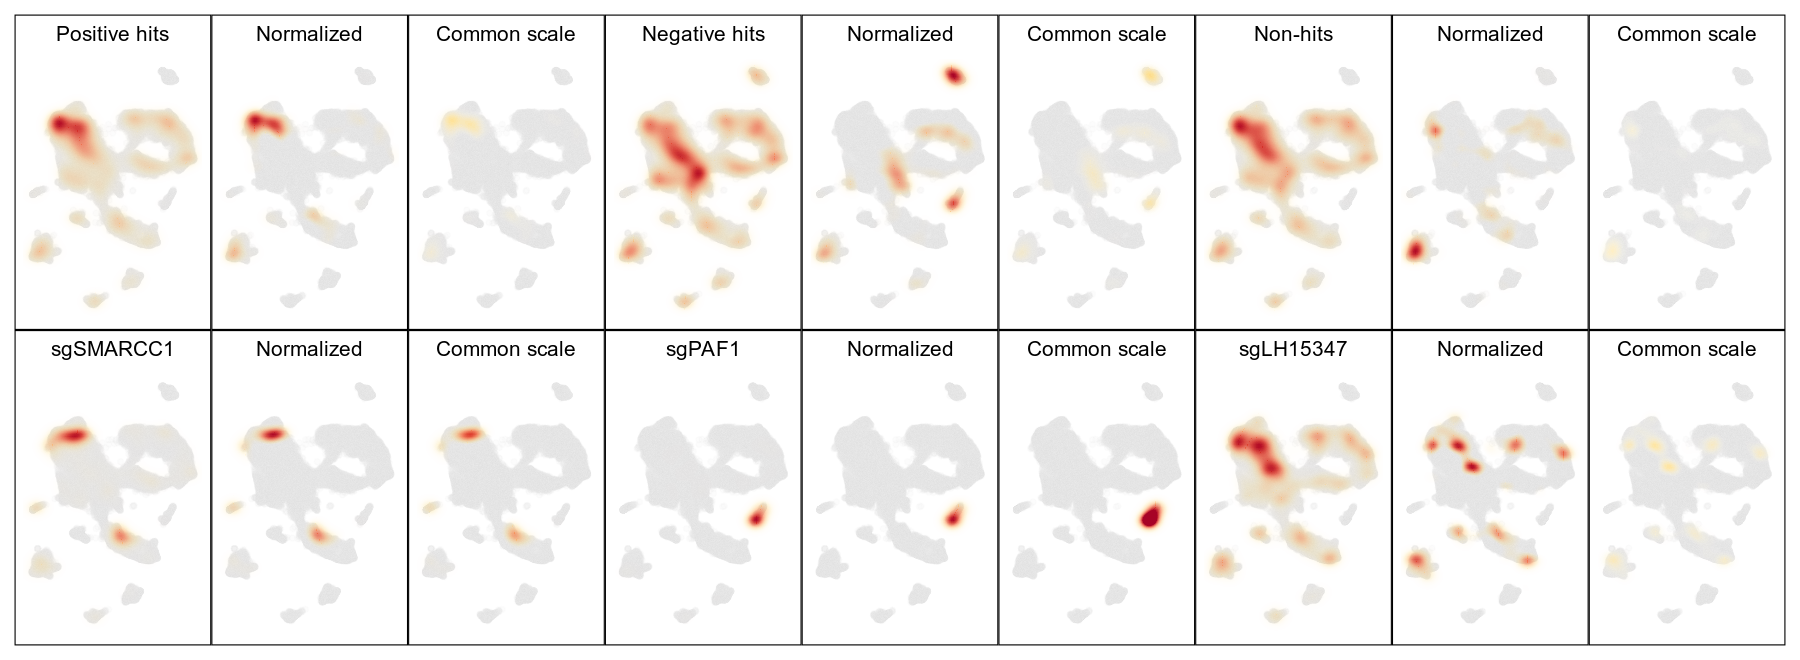 Positive hits
Normalized
Common scale
Negative hits
Normalized
Common scale
Non-hits
Normalized
Common scale
sgSMARCC1
Normalized
Common scale
sgPAF1
Normalized
Common scale
sgLH15347
Normalized
Common scale